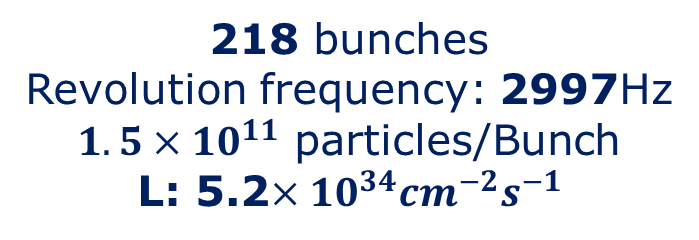 218 bunches
Revolution frequency: 2997Hz
1.5 × 10¹¹ particles/Bunch
L: 5.2× 10³⁴cm⁻²s⁻¹